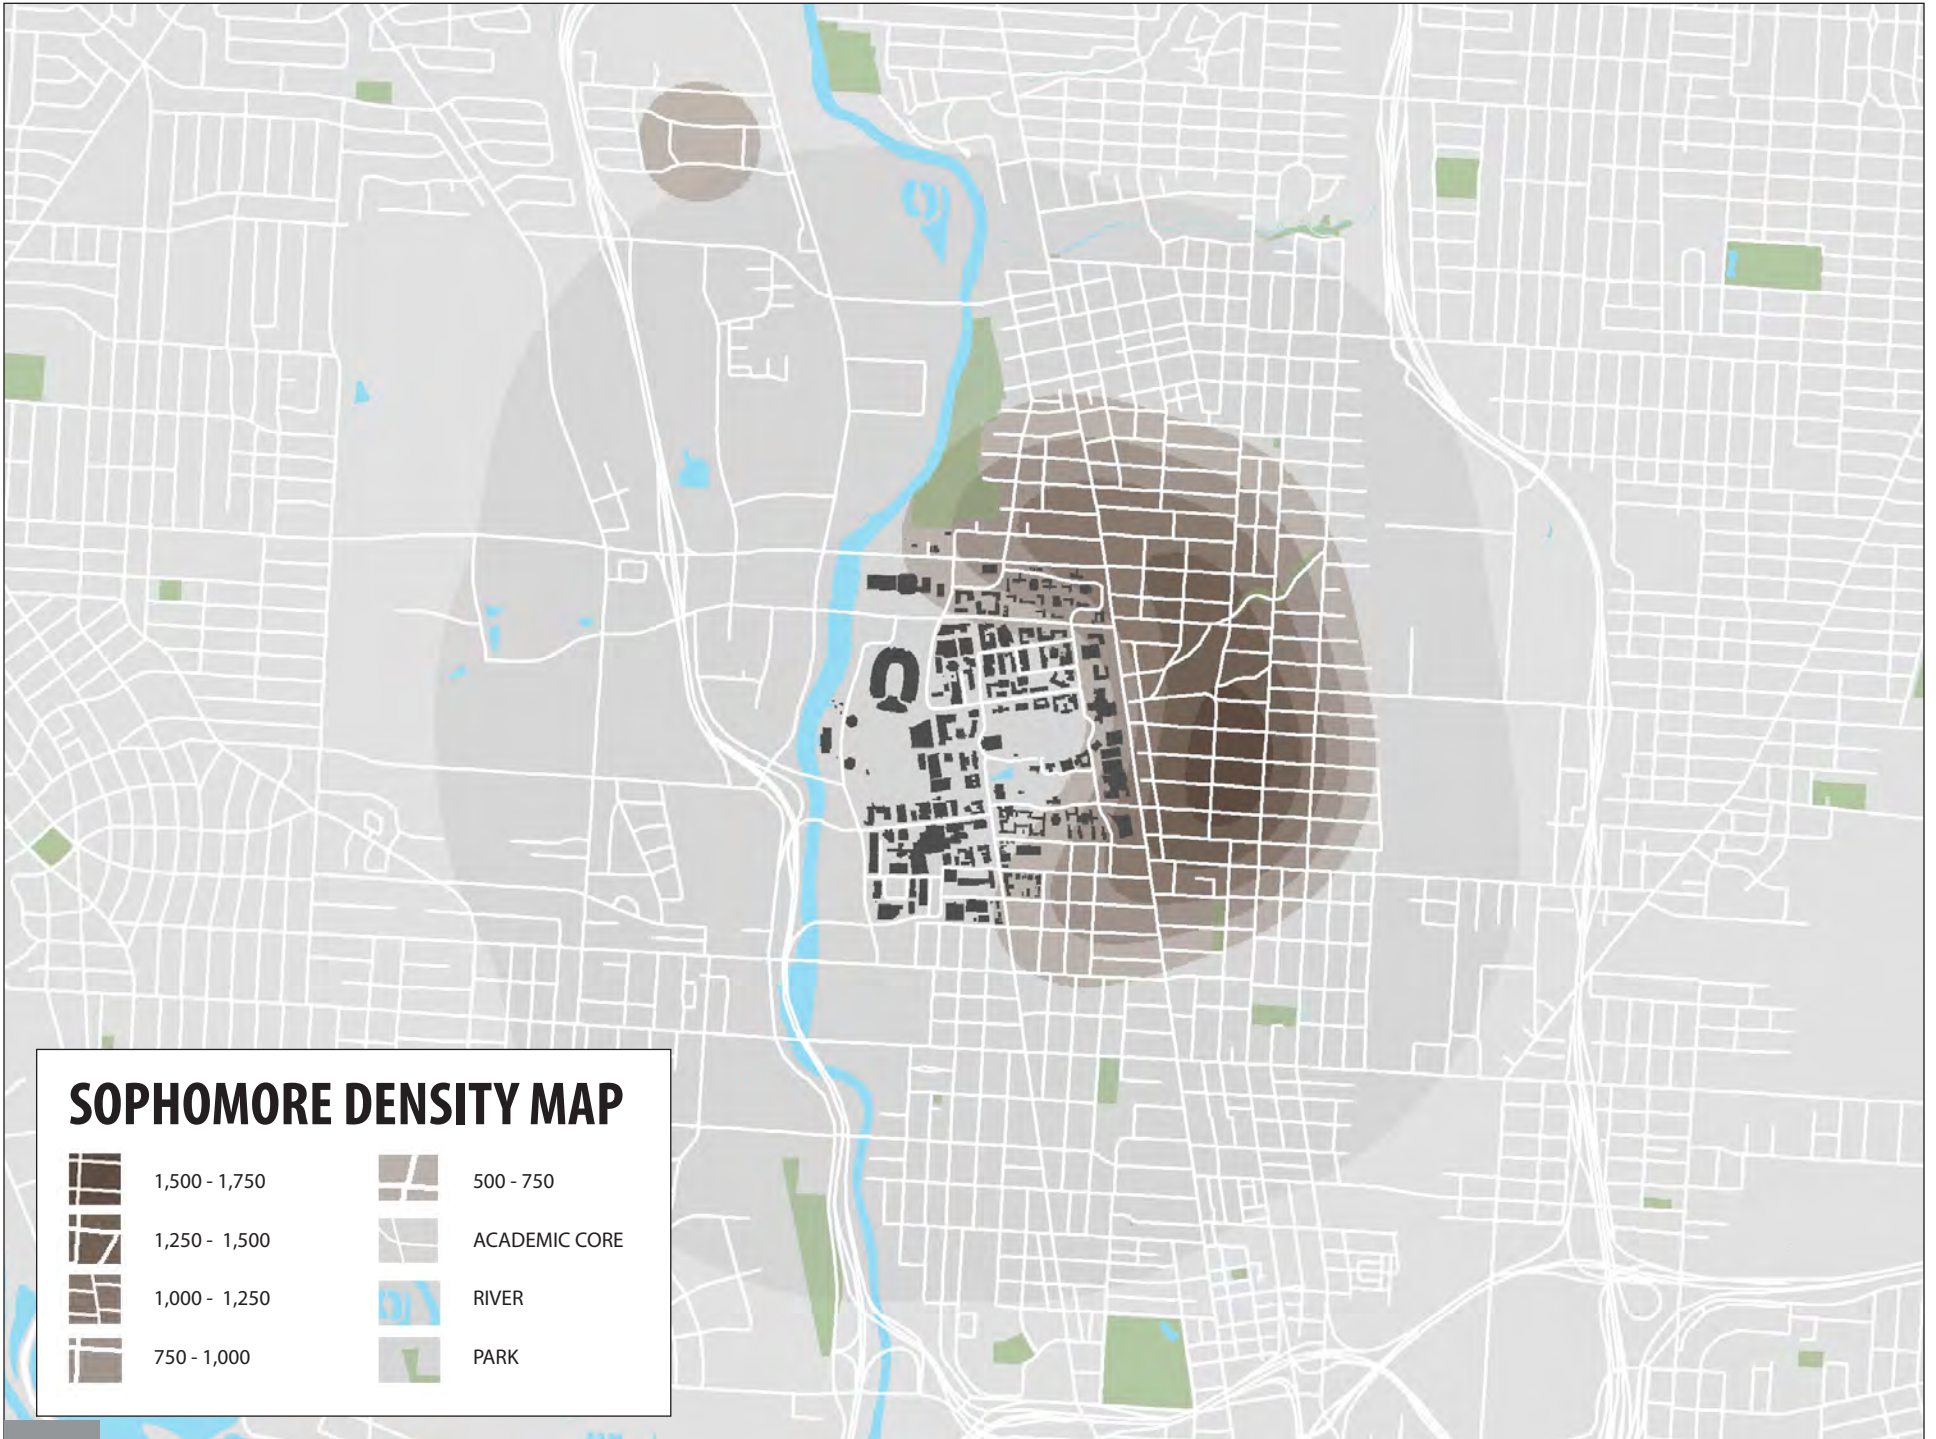 SOPHOMORE DENSITY MAP
1,500 - 1,750
1,250 - 1,500
1,000 - 1,250
750 - 1,000
500 - 750
ACADEMIC CORE
RIVER
PARK